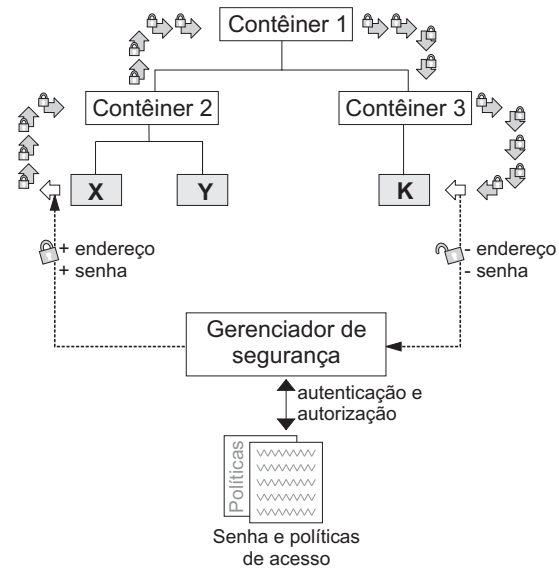 Contêiner 1
Contêiner 2
Contêiner 3
X
Y
K
+ endereço
+ senha
- endereço
- senha
Gerenciador de
segurança
autenticação e
autorização
Políticas
Senha e políticas
de acesso